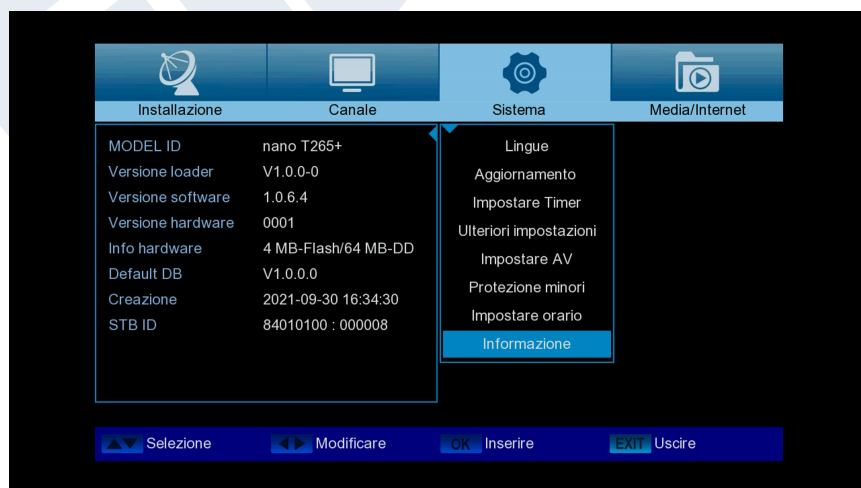 Installazione Canale Sistema Media/Internet
MODEL ID nano T265+
Versione loader V1.0.0-0
Versione software 1.0.6.4
Versione hardware 0001
Info hardware 4 MB-Flash/64 MB-DD
Default DB V1.0.0.0
Creazione 2021-09-30 16:34:30
STB ID 84010100 : 000008
Lingue
Aggiornamento
Impostare Timer
Ulteriori impostazioni
Impostare AV
Protezione minori
Impostare orario
Informazione
Selezione Modificare OK Inserire EXIT Uscire